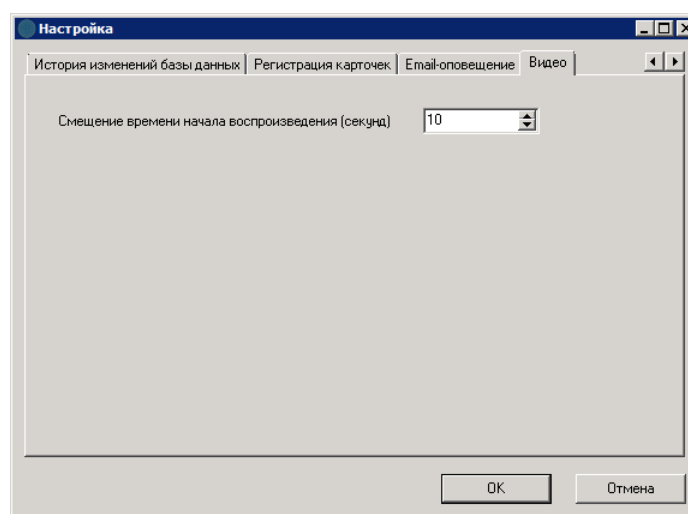 Настройка
История изменений базы данных Регистрация карточек Email-оповещение Видео
Смещение времени начала воспроизведения (секунд) 10
OK Отмена